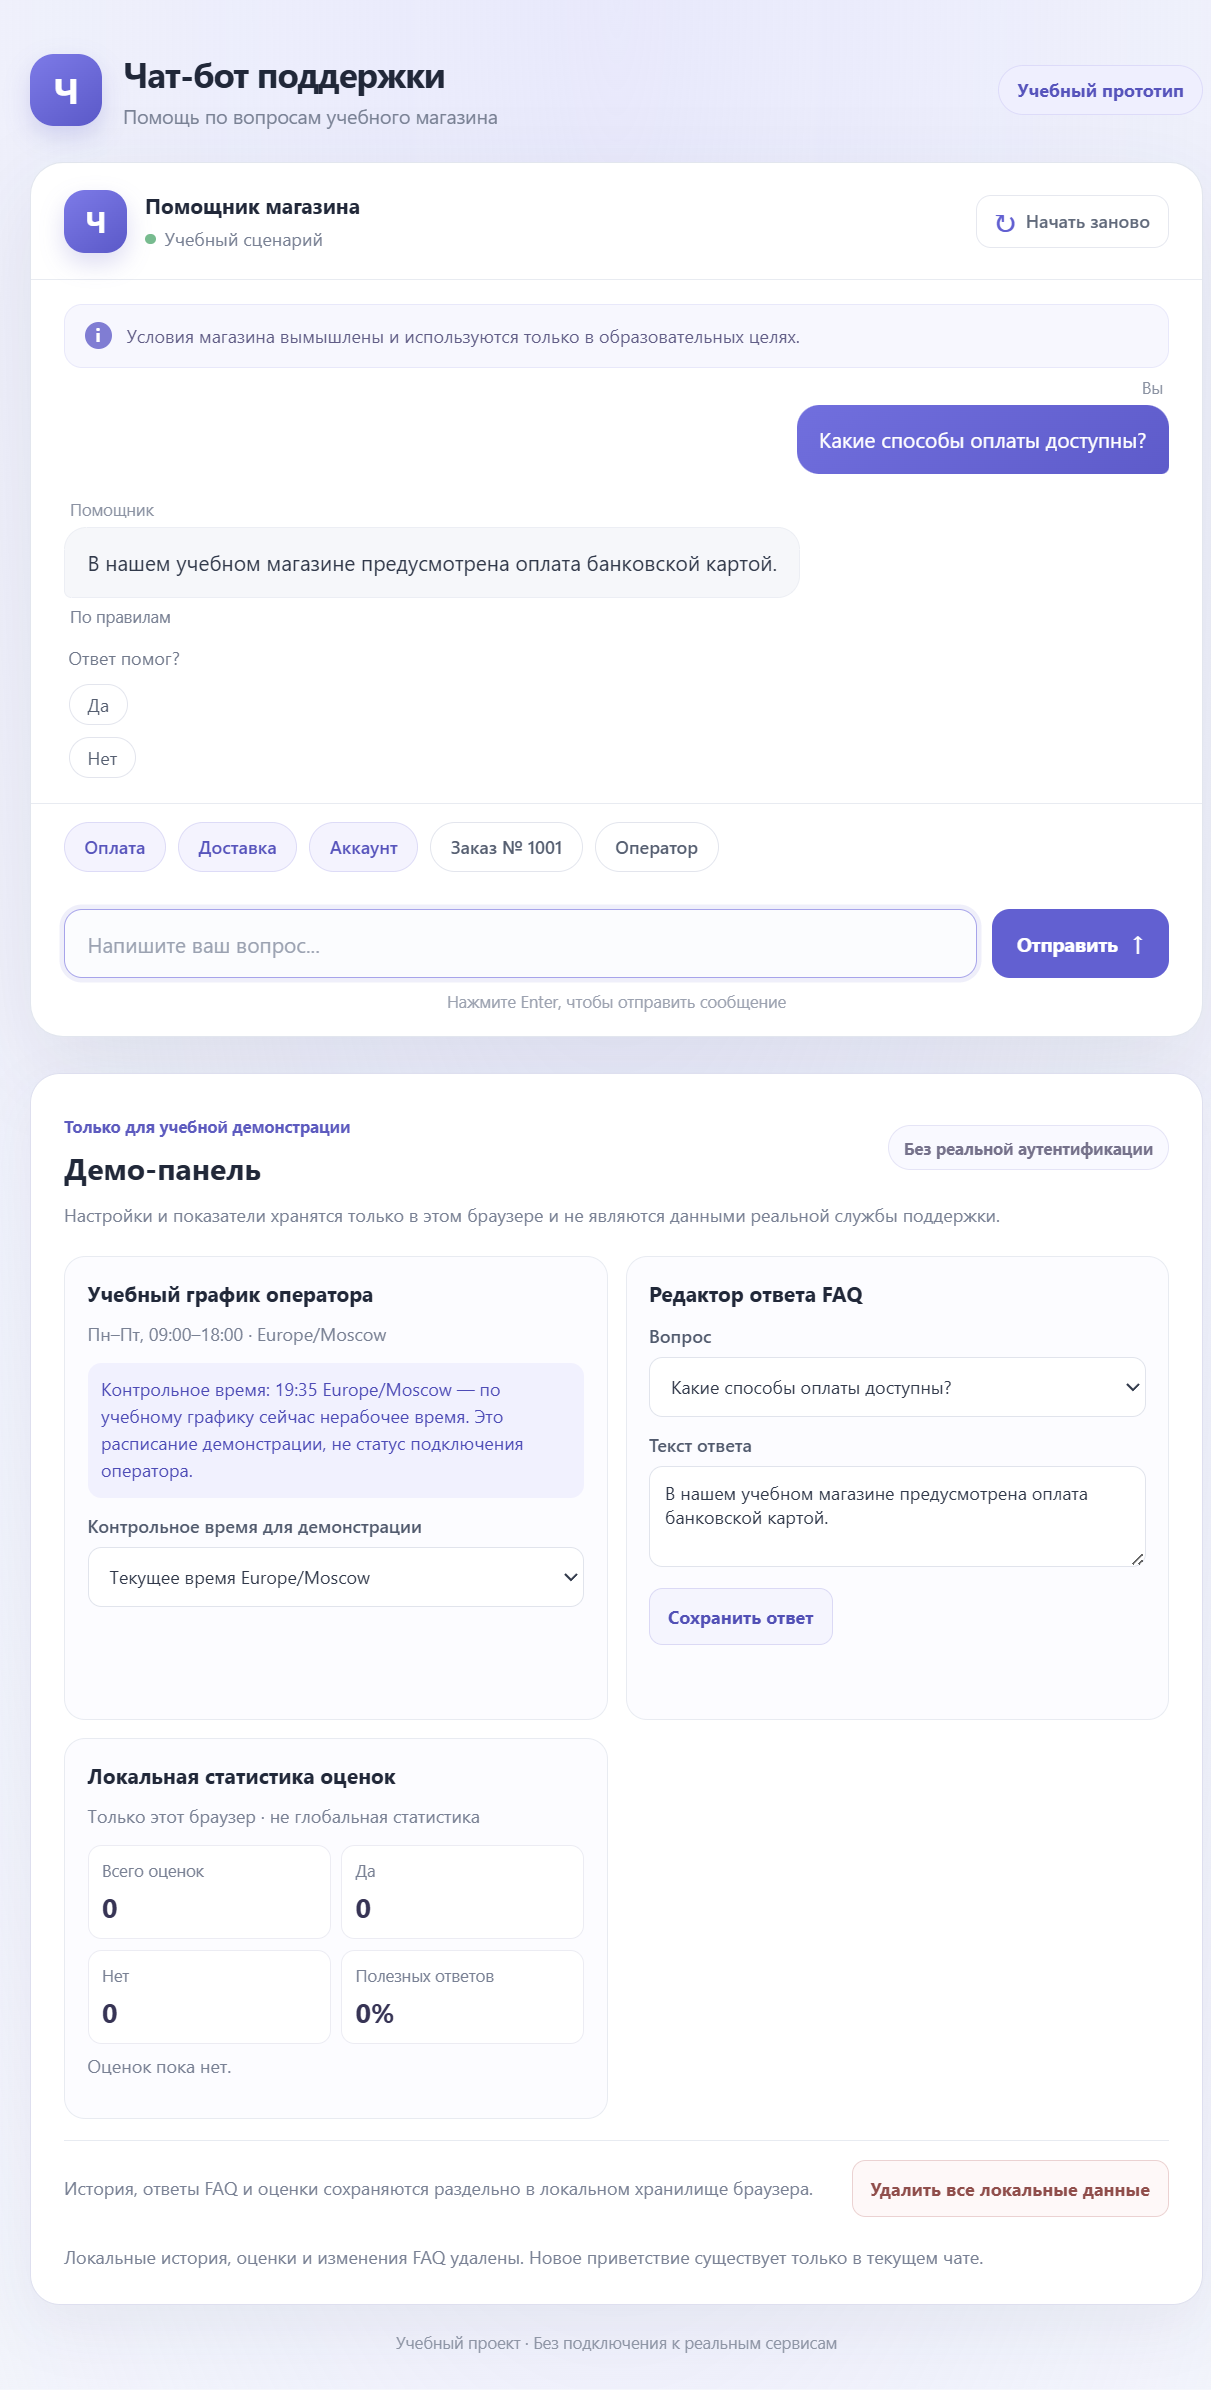 Ч
Чат-бот поддержки
Помощь по вопросам учебного магазина
Учебный прототип
Ч
Помощник магазина
Учебный сценарий
Начать заново
Условия магазина вымышлены и используются только в образовательных целях.
Вы
Какие способы оплаты доступны?
Помощник
В нашем учебном магазине предусмотрена оплата банковской картой.
По правилам
Ответ помог?
Да
Нет
Оплата
Доставка
Аккаунт
Заказ № 1001
Оператор
Напишите ваш вопрос...
Отправить ↑
Нажмите Enter, чтобы отправить сообщение
Только для учебной демонстрации
Демо-панель
Без реальной аутентификации
Настройки и показатели хранятся только в этом браузере и не являются данными реальной службы поддержки.
Учебный график оператора
Пн–Пт, 09:00–18:00 · Europe/Moscow
Контрольное время: 19:35 Europe/Moscow — по
учебному графику сейчас нерабочее время. Это
расписание демонстрации, не статус подключения
оператора.
Контрольное время для демонстрации
Текущее время Europe/Moscow
Редактор ответа FAQ
Вопрос
Какие способы оплаты доступны?
Текст ответа
В нашем учебном магазине предусмотрена оплата
банковской картой.
Сохранить ответ
Локальная статистика оценок
Только этот браузер · не глобальная статистика
Всего оценок
0
Да
0
Нет
0
Полезных ответов
0%
Оценок пока нет.
История, ответы FAQ и оценки сохраняются раздельно в локальном хранилище браузера.
Удалить все локальные данные
Локальные история, оценки и изменения FAQ удалены. Новое приветствие существует только в текущем чате.
Учебный проект · Без подключения к реальным сервисам